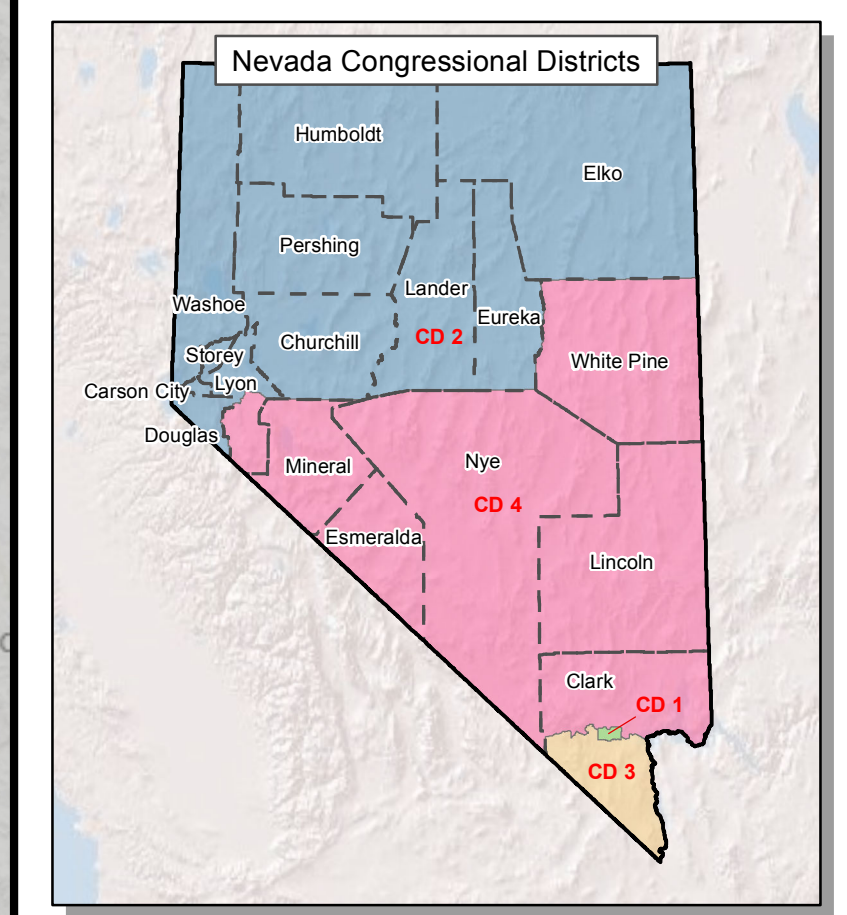 Nevada Congressional Districts
Humboldt
Elko
Pershing
Lander
Washoe
Eureka
CD 2
Churchill
Storey
White Pine
Lyon
Carson City
Douglas
Nye
Mineral
CD 4
Esmeralda
Lincoln
Clark
CD 1
CD 3